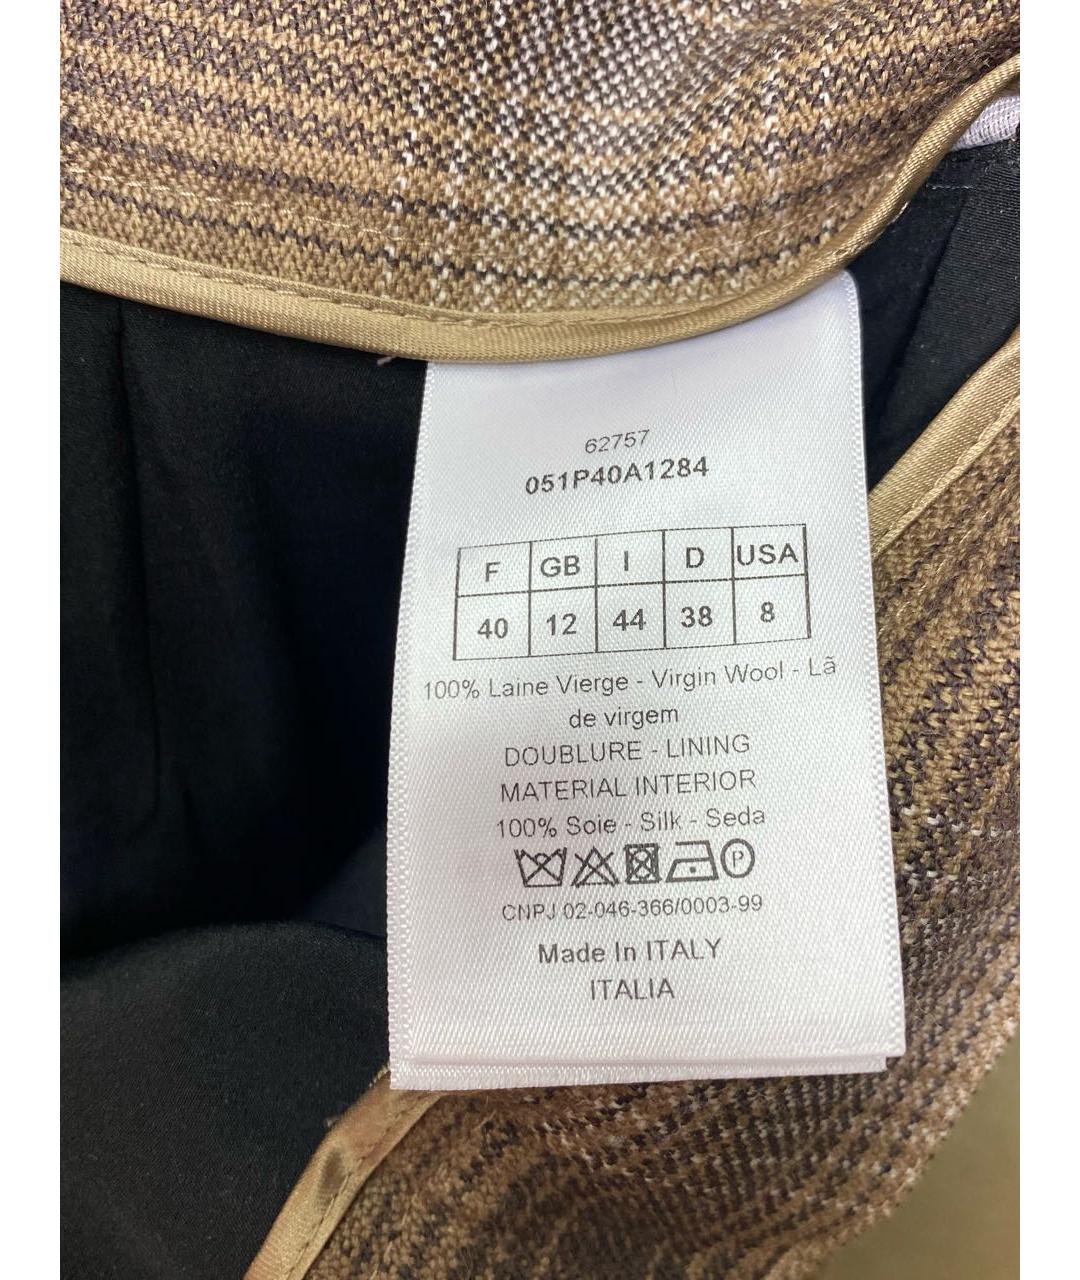 62757
051P40A1284
F GB I D USA
40 12 44 38 8
100% Laine Vierge - Virgin Wool - Lã
de virgem
DOUBLURE - LINING
MATERIAL INTERIOR
100% Soie - Silk - Seda
P
CNPJ 02-046-366/0003-99
Made In ITALY
ITALIA